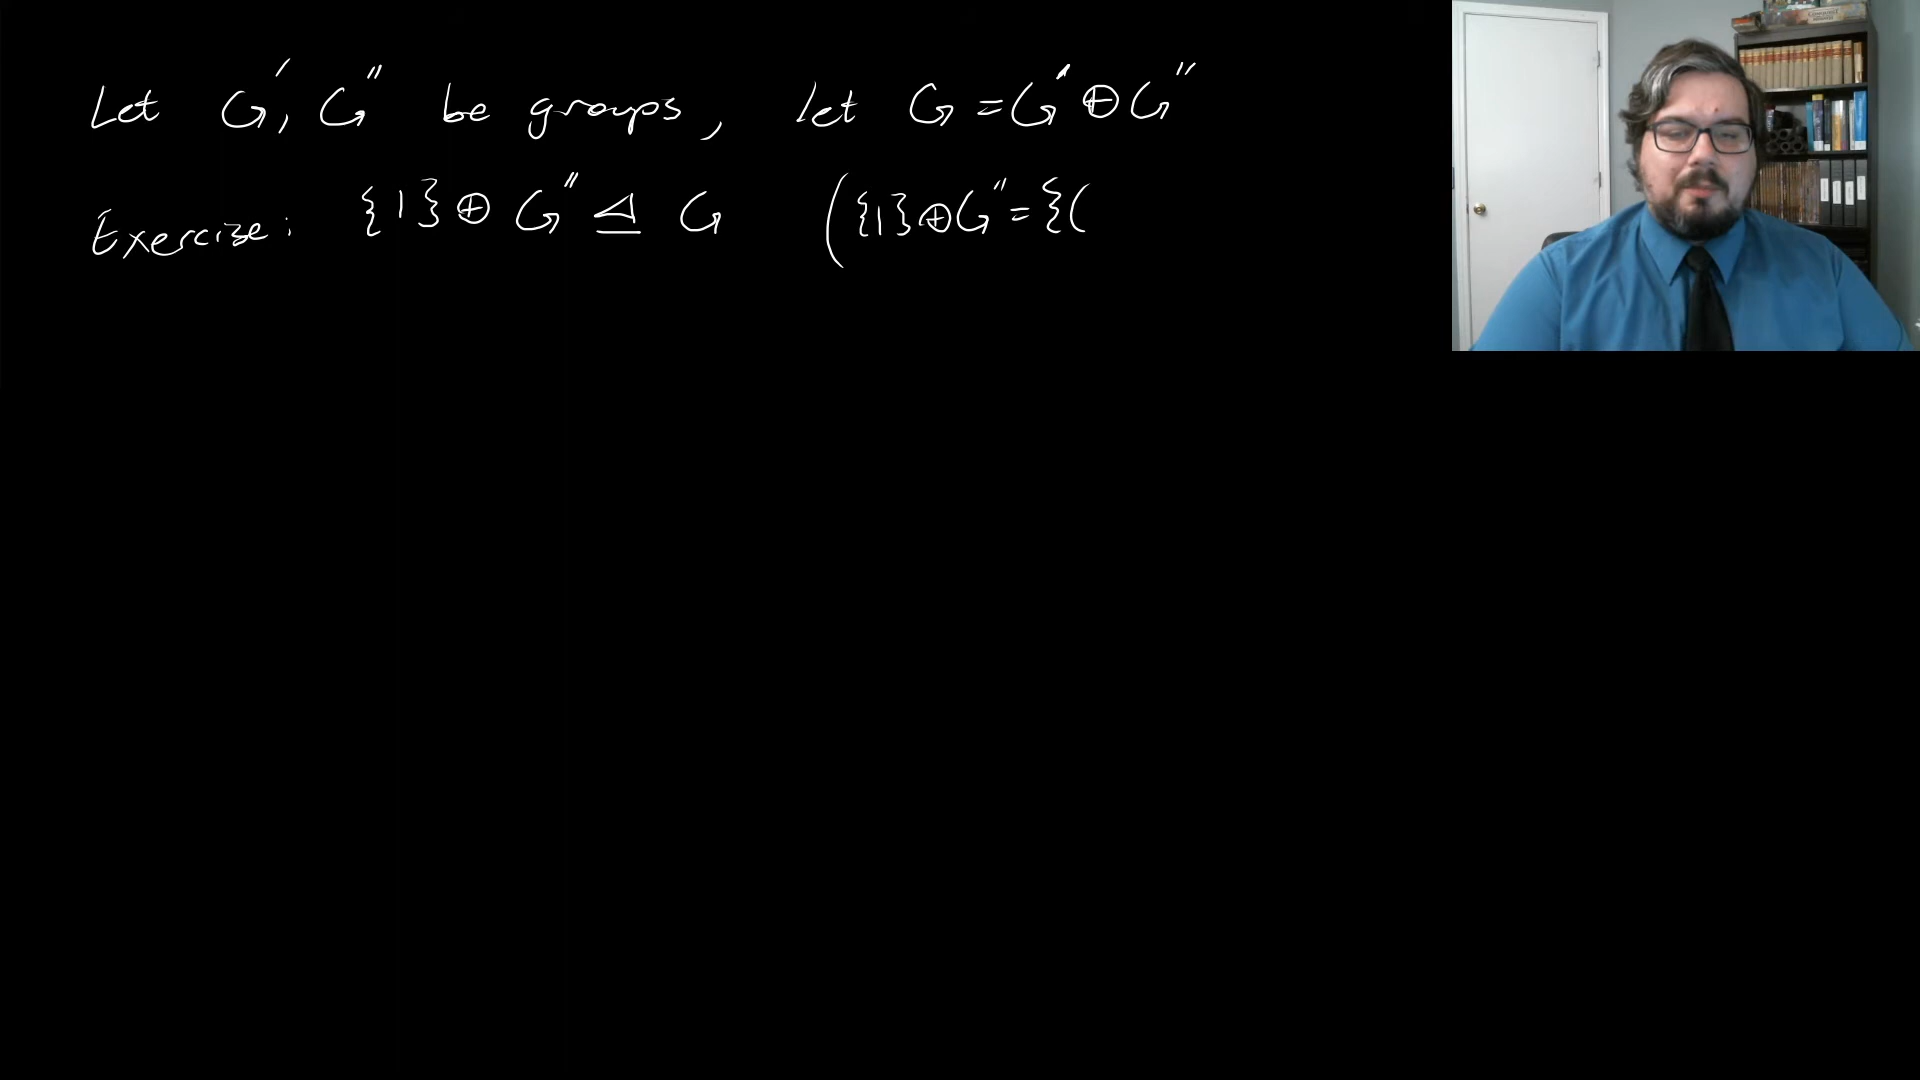 Let G', G'' be groups, let G = G' ⊕ G''
Exercise: {1} ⊕ G'' ⊴ G ({1} ⊕ G'' = {(